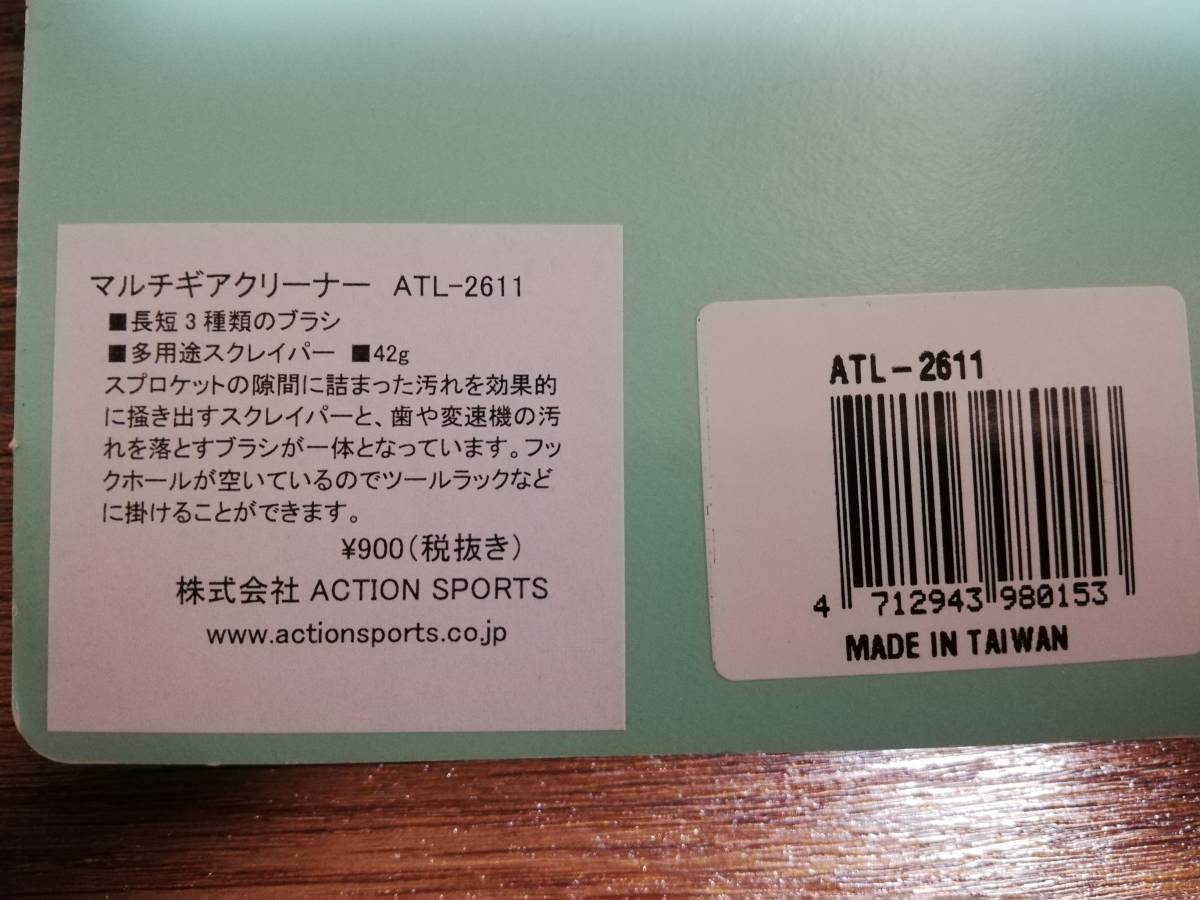 マルチギアクリーナー ATL-2611
■長短3種類のブラシ
■多用途スクレイパー ■42g
スプロケットの隙間に詰まった汚れを効果的
に掻き出すスクレイパーと、歯や変速機の汚
れを落とすブラシが一体となっています。フッ
クホールが空いているのでツールラックなど
に掛けることができます。
¥900(税抜き)
株式会社 ACTION SPORTS
www.actionsports.co.jp
ATL-2611
4 712943 980153
MADE IN TAIWAN